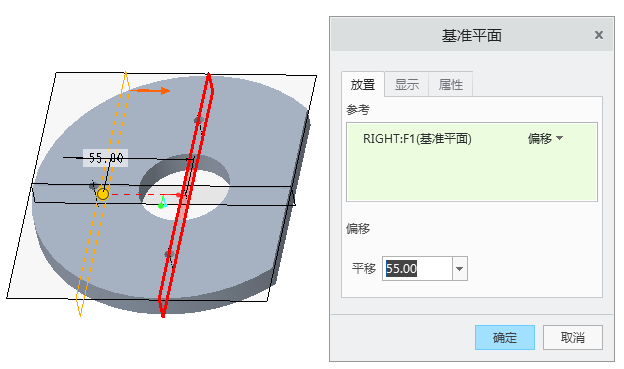 基准平面
×
放置 显示 属性
参考
RIGHT:F1(基准平面) 偏移
偏移
平移 55.00
确定 取消
55.00